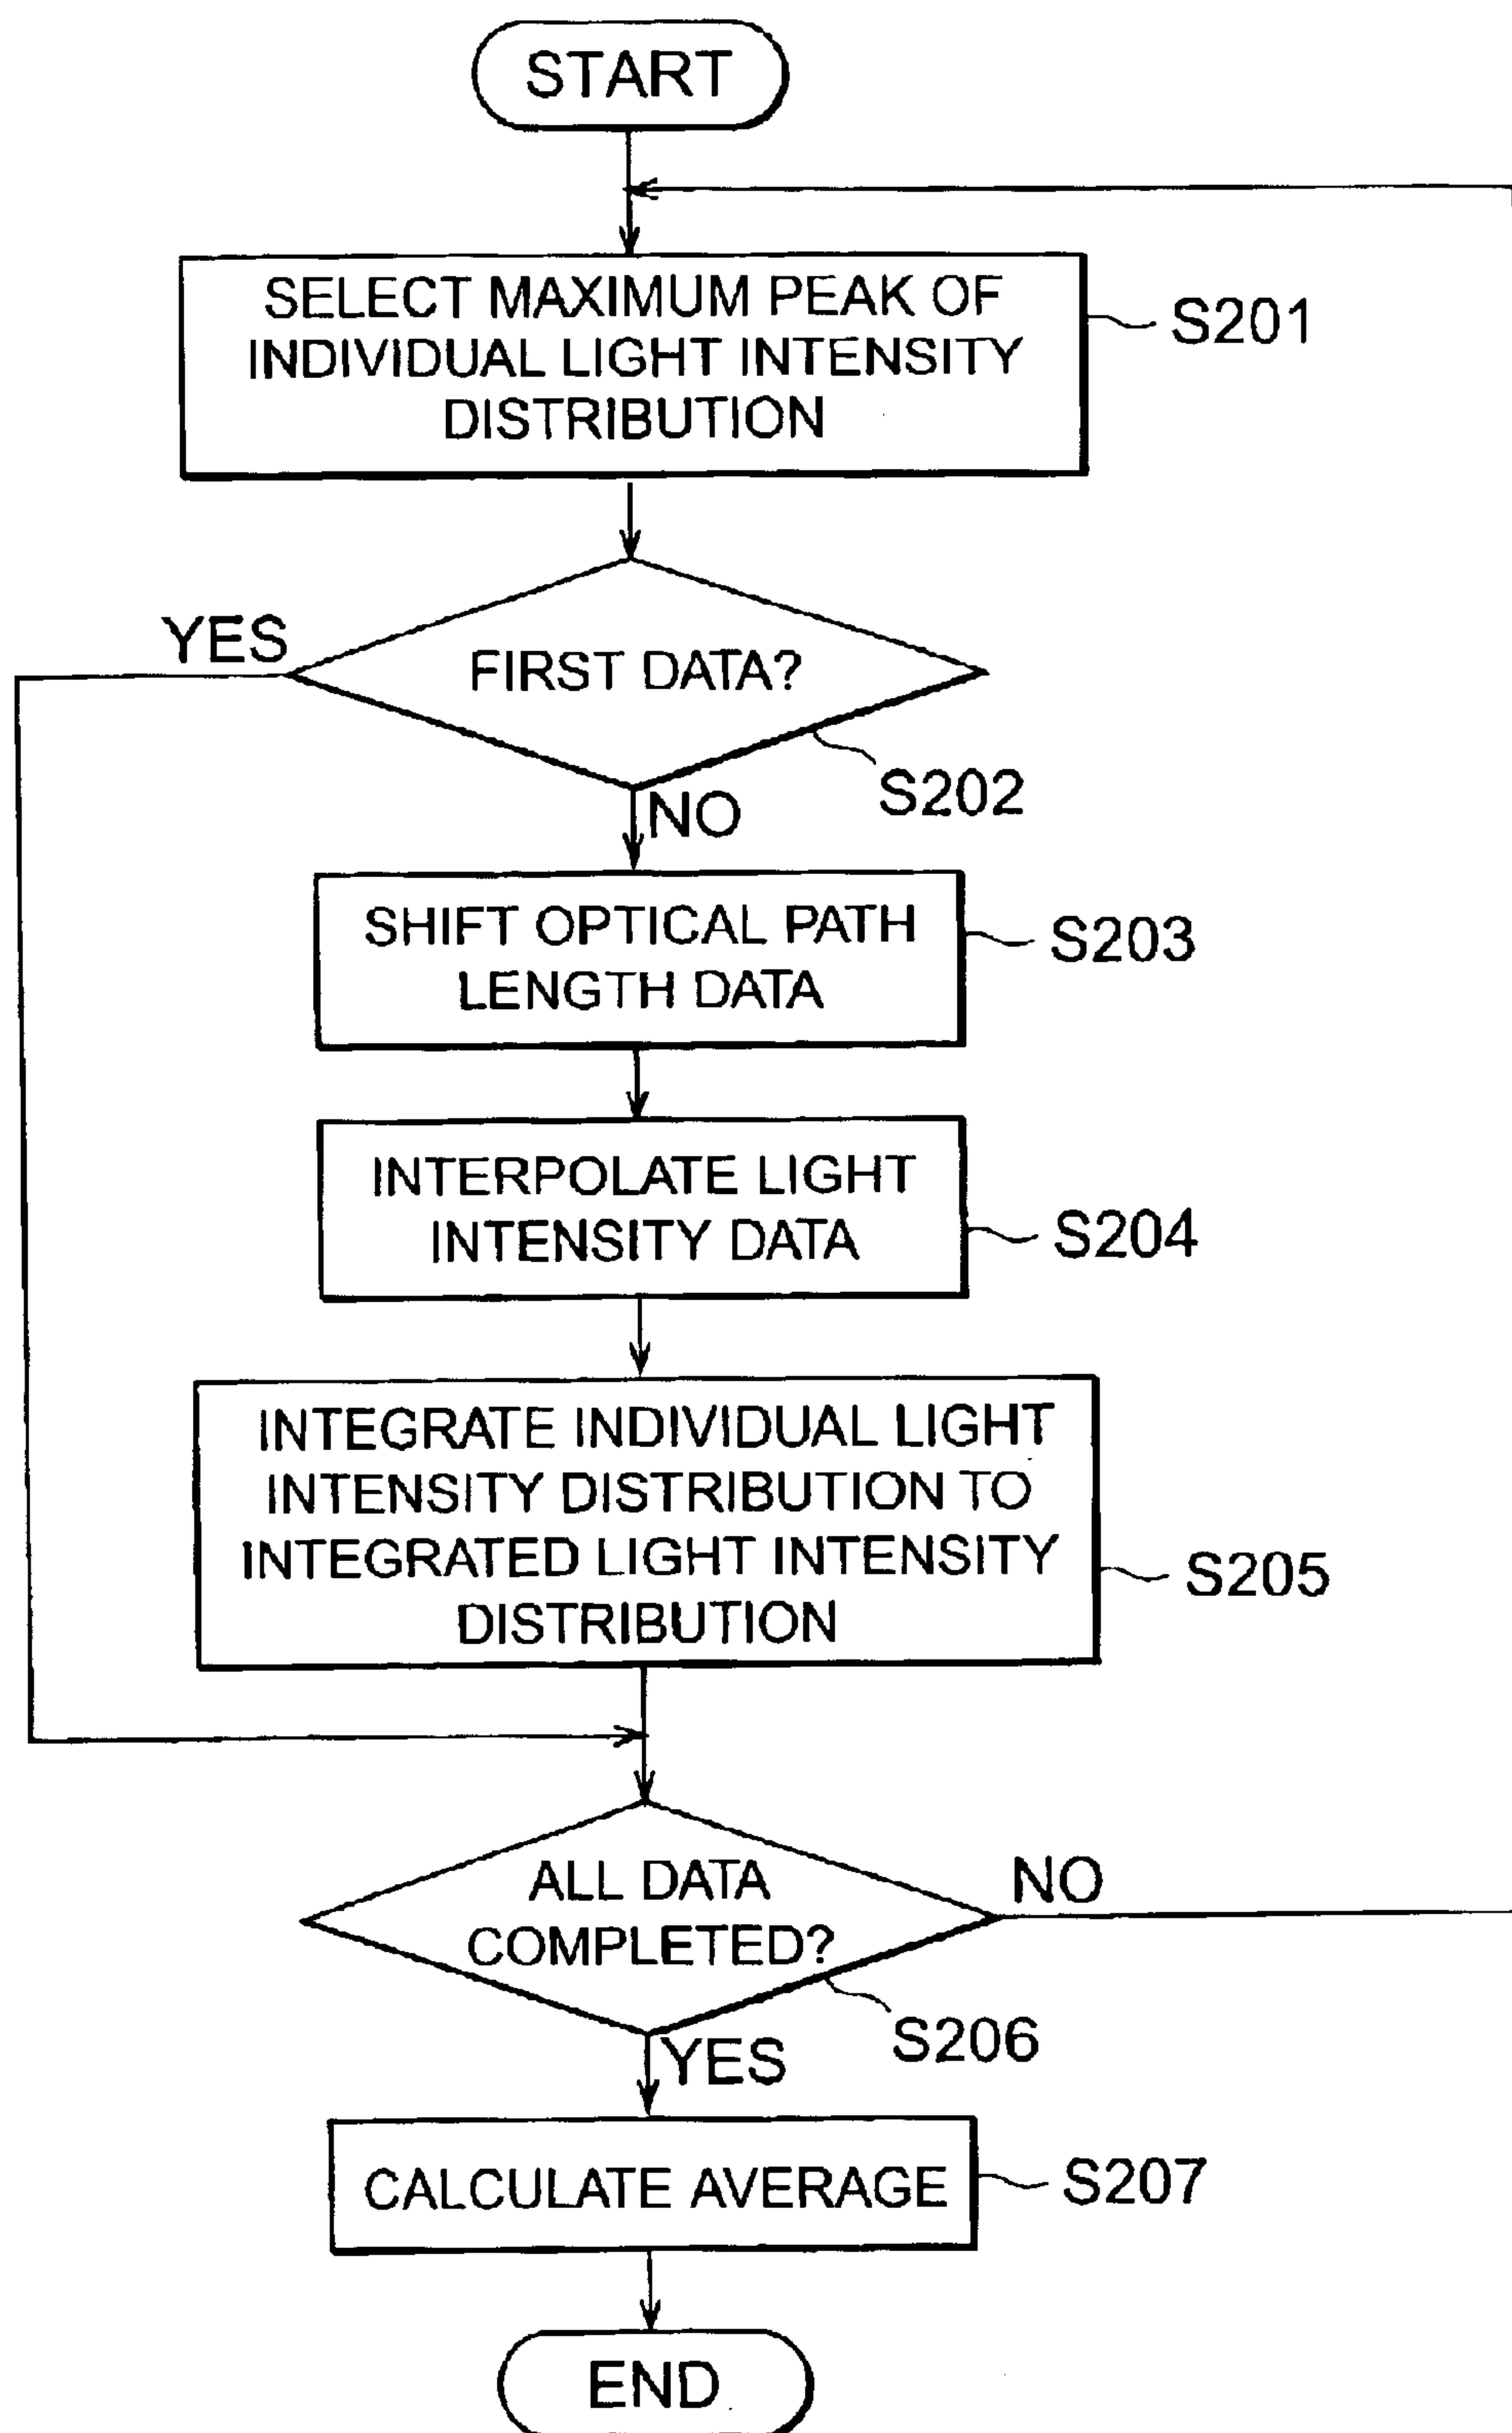 START
SELECT MAXIMUM PEAK OF
INDIVIDUAL LIGHT INTENSITY
DISTRIBUTION
S201
YES
FIRST DATA?
S202
NO
SHIFT OPTICAL PATH
LENGTH DATA
S203
INTERPOLATE LIGHT
INTENSITY DATA
S204
INTEGRATE INDIVIDUAL LIGHT
INTENSITY DISTRIBUTION TO
INTEGRATED LIGHT INTENSITY
DISTRIBUTION
S205
ALL DATA
COMPLETED?
NO
S206
YES
CALCULATE AVERAGE
S207
END